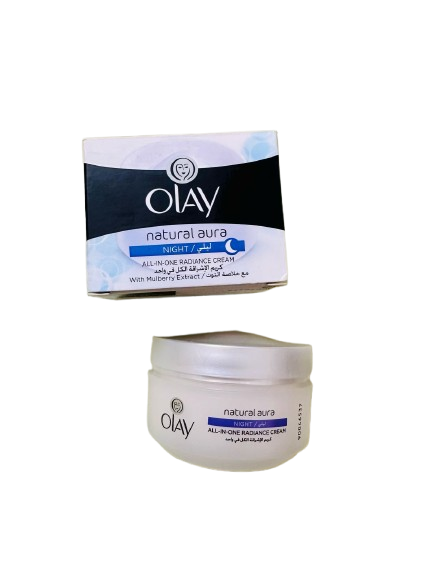 OLAY
natural aura
NIGHT / ليلي
ALL-IN-ONE RADIANCE CREAM
كريم الإشراقة الكل في واحد
With Mulberry Extract / مع خلاصة التوت
OLAY
natural aura
NIGHT / ليلي
ALL-IN-ONE RADIANCE CREAM
كريم الإشراقة الكل في واحد